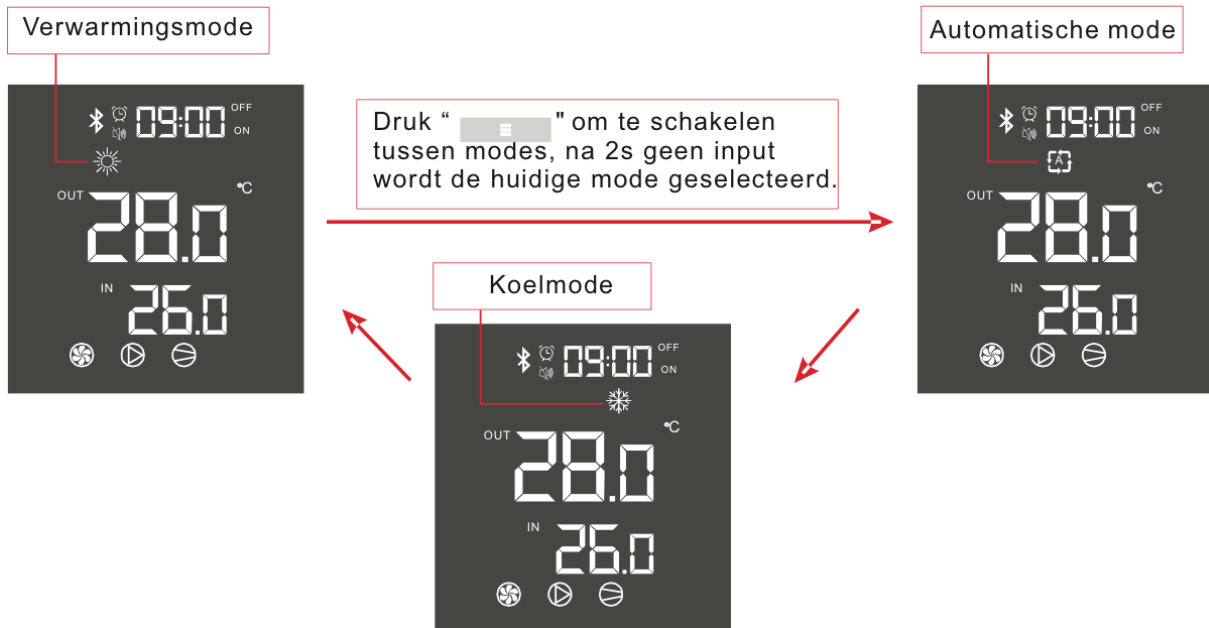 Verwarmingsmode
Automatische mode
09:00
OFF
ON
OUT
28.0
°C
IN
26.0
Druk “ " om te schakelen
tussen modes, na 2s geen input
wordt de huidige mode geselecteerd.
09:00
OFF
ON
A
OUT
28.0
°C
IN
26.0
Koelmode
09:00
OFF
ON
OUT
28.0
°C
IN
26.0